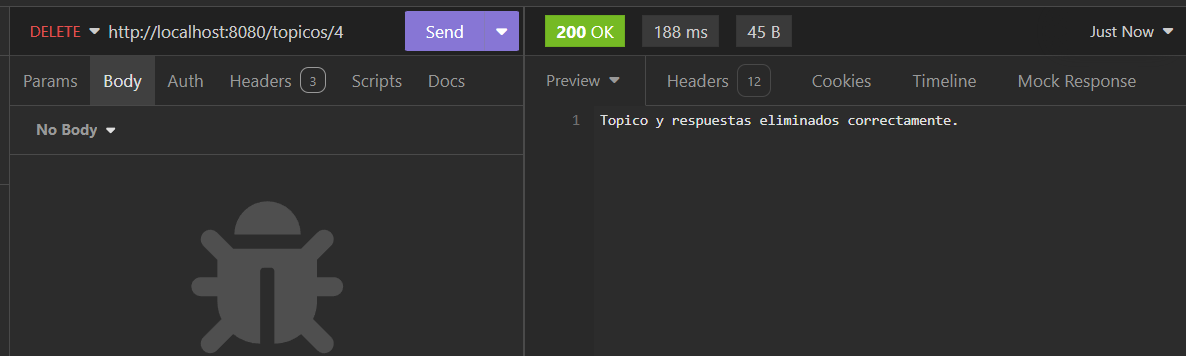 DELETE http://localhost:8080/topicos/4 Send
200 OK 188 ms 45 B Just Now
Params Body Auth Headers 3 Scripts Docs
Preview Headers 12 Cookies Timeline Mock Response
No Body
1 Topico y respuestas eliminados correctamente.